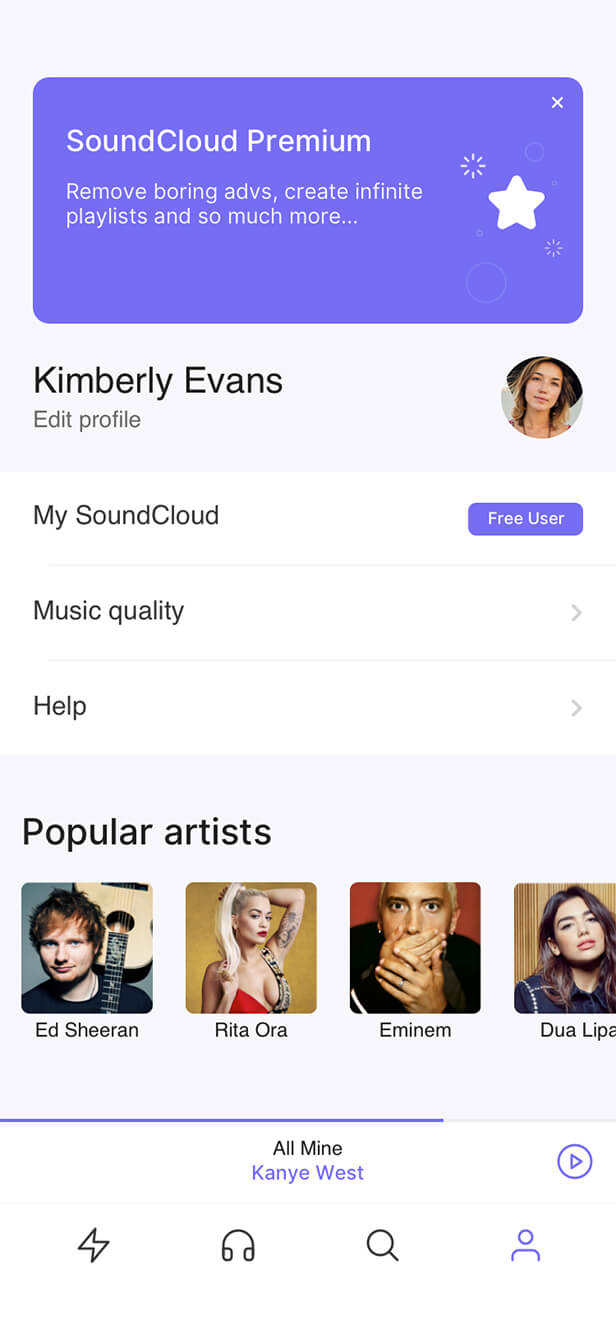 SoundCloud Premium
Remove boring advs, create infinite
playlists and so much more...
Kimberly Evans
Edit profile
My SoundCloud
Free User
Music quality
Help
Popular artists
Ed Sheeran
Rita Ora
Eminem
Dua Lipa
All Mine
Kanye West